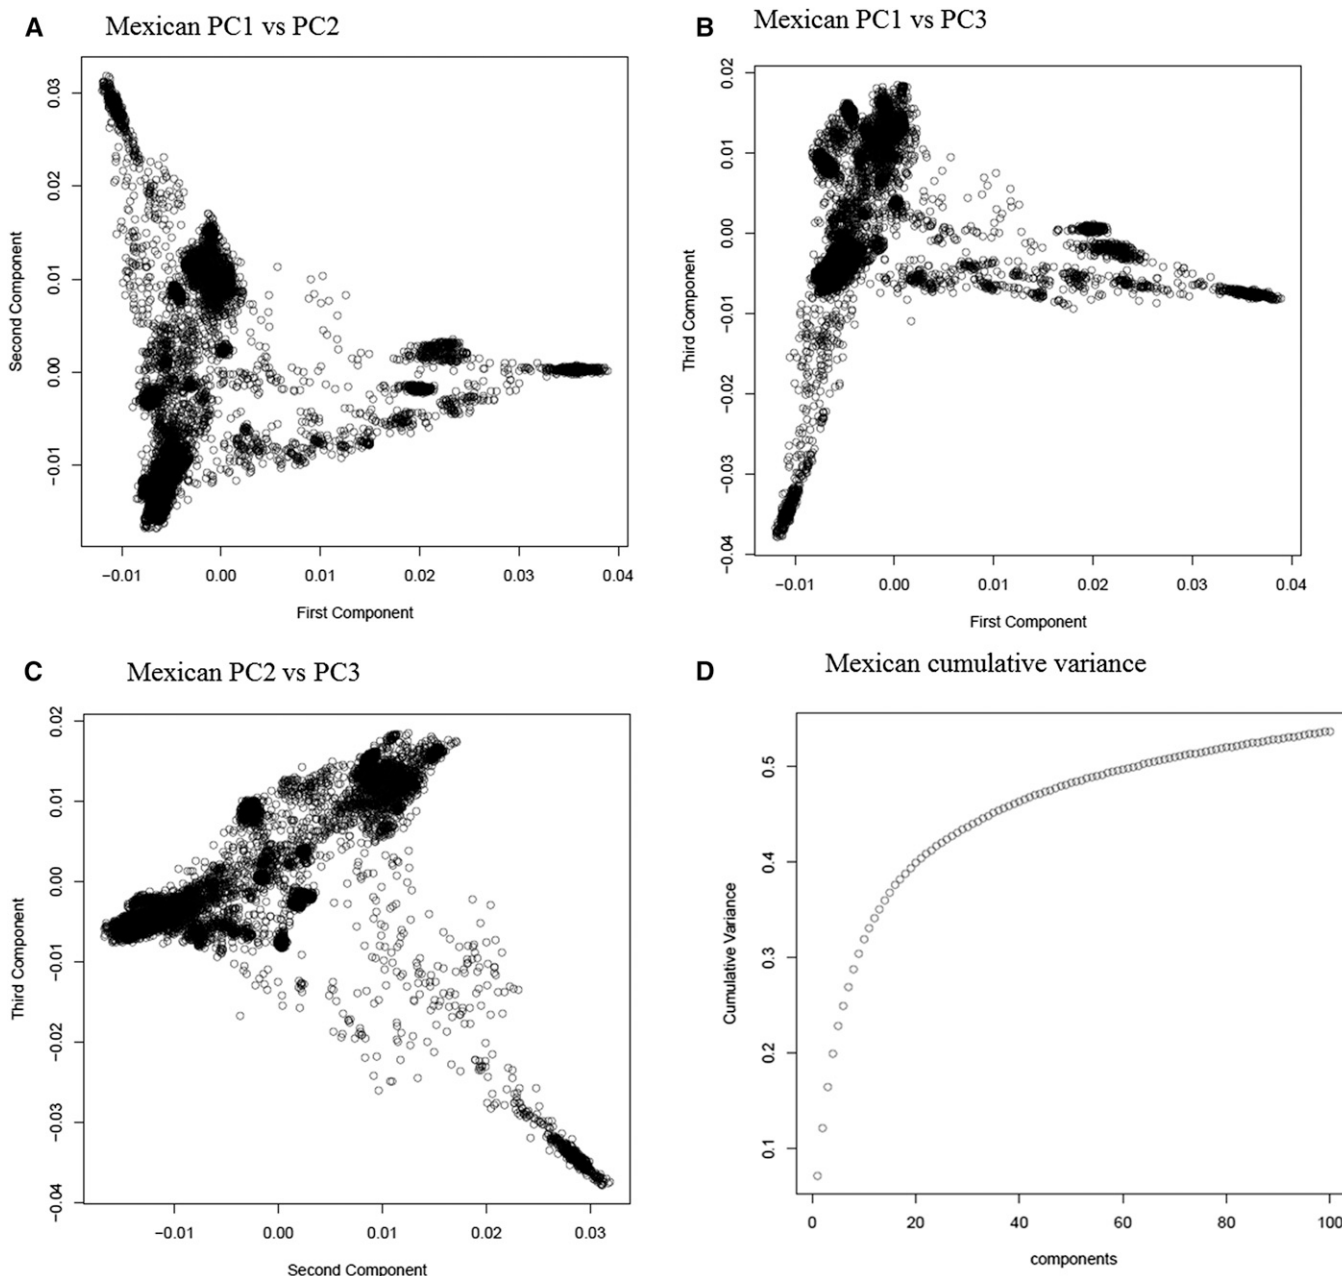 A
Mexican PC1 vs PC2
0.03
0.02
0.01
0.00
−0.01
Second Component
−0.01 0.00 0.01 0.02 0.03 0.04
First Component
B
Mexican PC1 vs PC3
0.02
0.01
0.00
−0.01
−0.02
−0.03
−0.04
Third Component
−0.01 0.00 0.01 0.02 0.03 0.04
First Component
C
Mexican PC2 vs PC3
0.02
0.01
0.00
−0.01
−0.02
−0.03
−0.04
Third Component
−0.01 0.00 0.01 0.02 0.03
Second Component
D
Mexican cumulative variance
0.5
0.4
0.3
0.2
0.1
Cumulative Variance
0 20 40 60 80 100
components